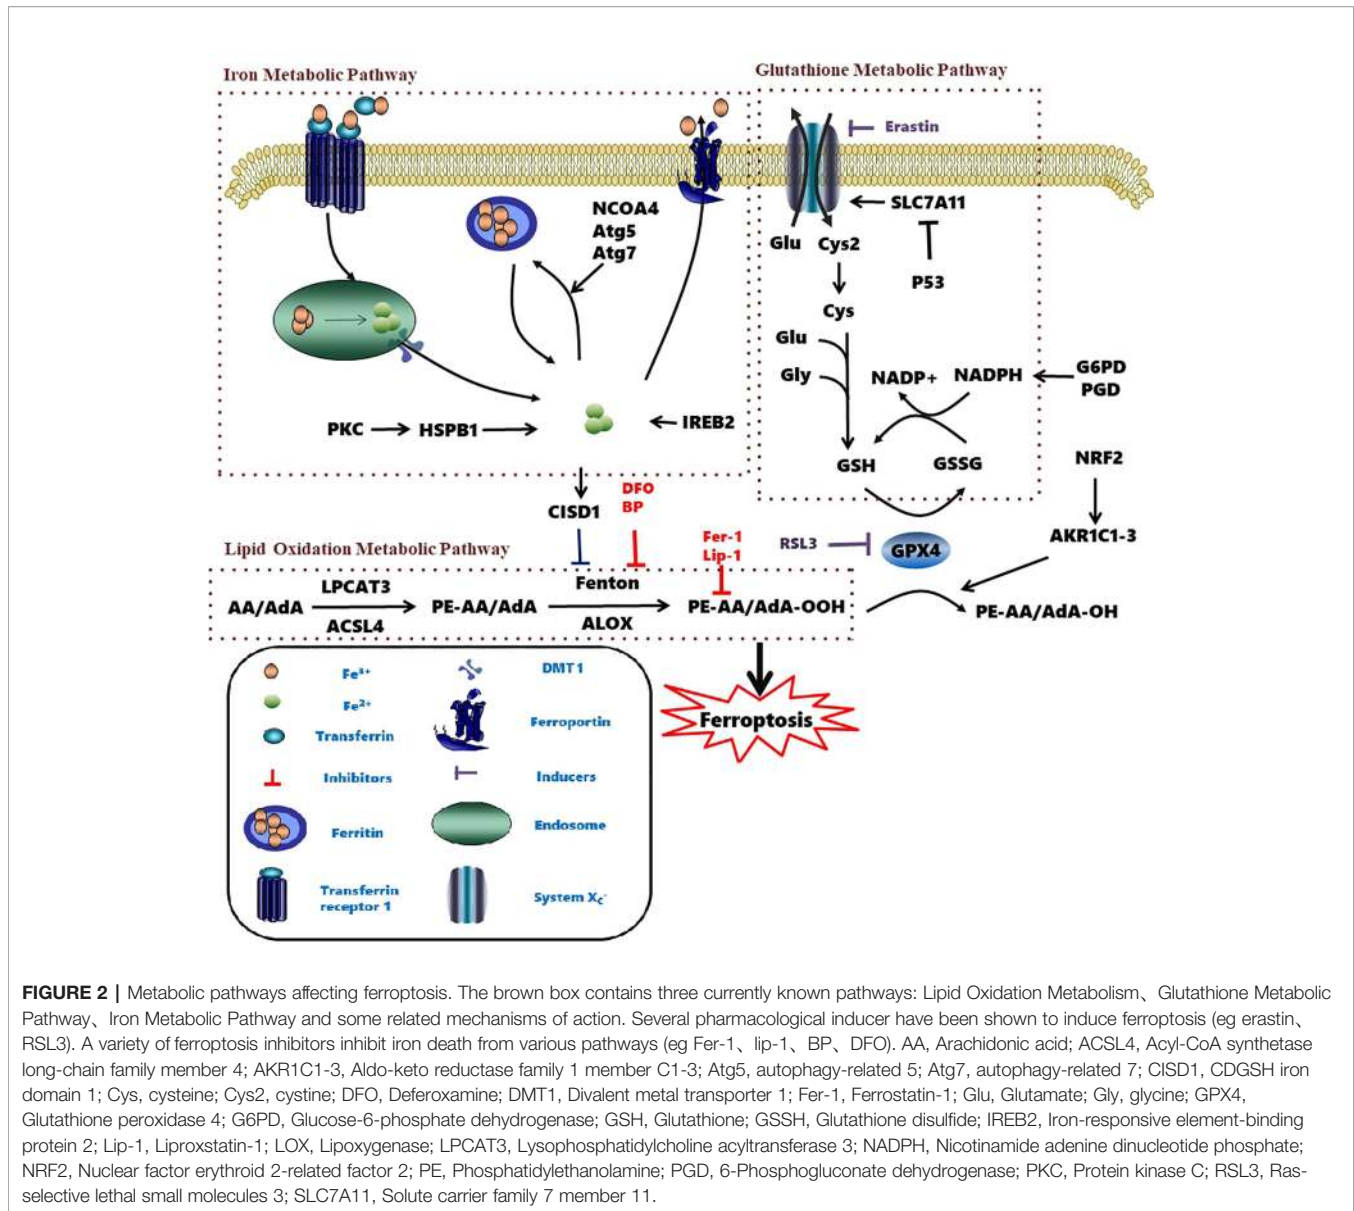 Iron Metabolic Pathway
Glutathione Metabolic Pathway
Erastin
NCOA4
Atg5
Atg7
SLC7A11
Glu Cys2
P53
Cys
Glu
Gly
NADP+ NADPH
G6PD
PGD
PKC HSPB1
IREB2
GSH GSSG
NRF2
CISD1
DFO
BP
Fer-1
Lip-1
RSL3
GPX4
AKR1C1-3
Lipid Oxidation Metabolic Pathway
LPCAT3
Fenton
AA/AdA PE-AA/AdA PE-AA/AdA-OOH PE-AA/AdA-OH
ACSL4
ALOX
Ferroptosis
Fe³⁺
DMT1
Fe²⁺
Ferroportin
Transferrin
Inhibitors
Inducers
Ferritin
Endosome
Transferrin
receptor 1
System Xc⁻
FIGURE 2 | Metabolic pathways affecting ferroptosis. The brown box contains three currently known pathways: Lipid Oxidation Metabolism、Glutathione Metabolic
Pathway、Iron Metabolic Pathway and some related mechanisms of action. Several pharmacological inducer have been shown to induce ferroptosis (eg erastin、
RSL3). A variety of ferroptosis inhibitors inhibit iron death from various pathways (eg Fer-1、lip-1、BP、DFO). AA, Arachidonic acid; ACSL4, Acyl-CoA synthetase
long-chain family member 4; AKR1C1-3, Aldo-keto reductase family 1 member C1-3; Atg5, autophagy-related 5; Atg7, autophagy-related 7; CISD1, CDGSH iron
domain 1; Cys, cysteine; Cys2, cystine; DFO, Deferoxamine; DMT1, Divalent metal transporter 1; Fer-1, Ferrostatin-1; Glu, Glutamate; Gly, glycine; GPX4,
Glutathione peroxidase 4; G6PD, Glucose-6-phosphate dehydrogenase; GSH, Glutathione; GSSH, Glutathione disulfide; IREB2, Iron-responsive element-binding
protein 2; Lip-1, Liproxstatin-1; LOX, Lipoxygenase; LPCAT3, Lysophosphatidylcholine acyltransferase 3; NADPH, Nicotinamide adenine dinucleotide phosphate;
NRF2, Nuclear factor erythroid 2-related factor 2; PE, Phosphatidylethanolamine; PGD, 6-Phosphogluconate dehydrogenase; PKC, Protein kinase C; RSL3, Ras-
selective lethal small molecules 3; SLC7A11, Solute carrier family 7 member 11.